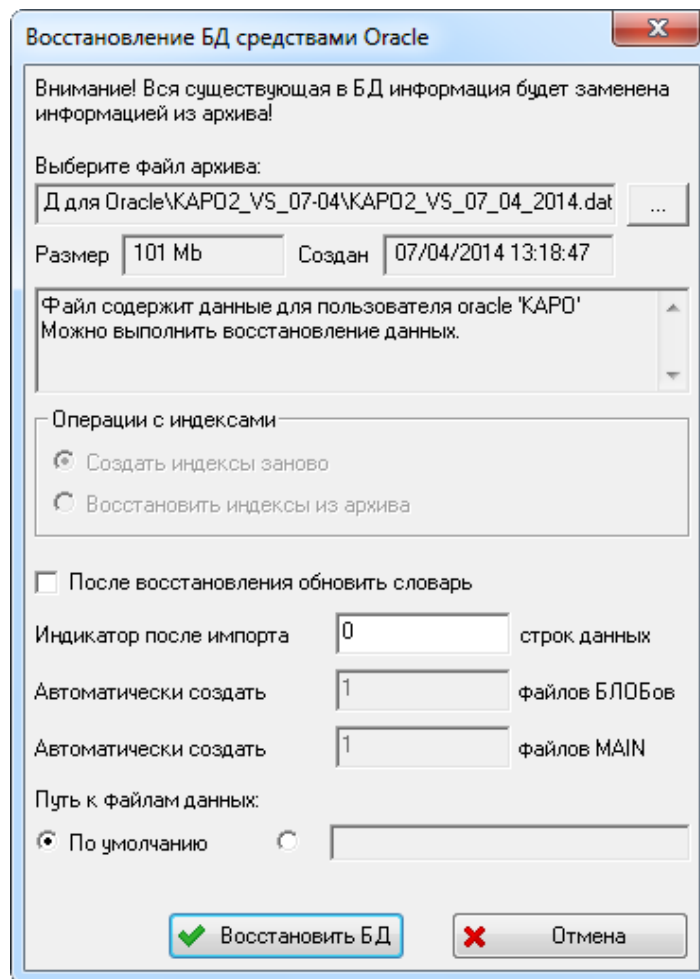 Восстановление БД средствами Oracle
Внимание! Вся существующая в БД информация будет заменена
информацией из архива!
Выберите файл архива:
Д для Oracle\KAPO2_VS_07-04\KAPO2_VS_07_04_2014.dat ...
Размер 101 Mb Создан 07/04/2014 13:18:47
Файл содержит данные для пользователя oracle 'KAPO'
Можно выполнить восстановление данных.
Операции с индексами
Создать индексы заново
Восстановить индексы из архива
После восстановления обновить словарь
Индикатор после импорта 0 строк данных
Автоматически создать 1 файлов БЛОБов
Автоматически создать 1 файлов MAIN
Путь к файлам данных:
По умолчанию
Восстановить БД Отмена